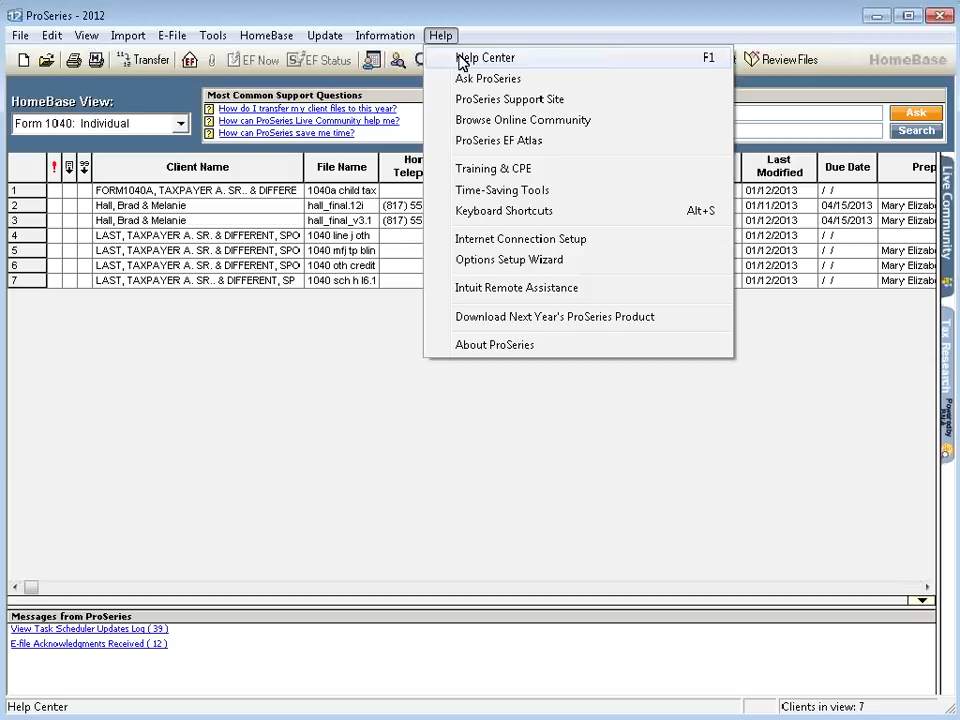 12 ProSeries - 2012
File Edit View Import E-File Tools HomeBase Update Information Help
Transfer EF Now EF Status Review Files HomeBase
HomeBase View:
Form 1040: Individual
Most Common Support Questions
? How do I transfer my client files to this year?
? How can ProSeries Live Community help me?
? How can ProSeries save me time?
Ask
Search
Help Center F1
Ask ProSeries
ProSeries Support Site
Browse Online Community
ProSeries EF Atlas
Training & CPE
Time-Saving Tools
Keyboard Shortcuts Alt+S
Internet Connection Setup
Options Setup Wizard
Intuit Remote Assistance
Download Next Year's ProSeries Product
About ProSeries
! Client Name File Name Hor Telep Last Modified Due Date Prep
1 FORM1040A, TAXPAYER A. SR.. & DIFFERE 1040a child tax 01/12/2013 / /
2 Hall, Brad & Melanie hall_final.12i (817) 55 01/11/2013 04/15/2013 Mary Elizabe
3 Hall, Brad & Melanie hall_final_v3.1 (817) 55 01/12/2013 04/15/2013 Mary Elizabe
4 LAST, TAXPAYER A. SR. & DIFFERENT, SPO 1040 line j oth 01/12/2013 / /
5 LAST, TAXPAYER A. SR. & DIFFERENT, SPO 1040 mfj tp blin 01/12/2013 / / Mary Elizabe
6 LAST, TAXPAYER A. SR. & DIFFERENT, SPO 1040 oth credit 01/12/2013 / / Mary Elizabe
7 LAST, TAXPAYER A. SR.. & DIFFERENT, SP 1040 sch h l6.1 01/12/2013 / / Mary Elizabe
Live Community
Tax Research
Powered by BNA
Messages from ProSeries
View Task Scheduler Updates Log ( 39 )
E-file Acknowledgments Received ( 12 )
Help Center
Clients in view: 7